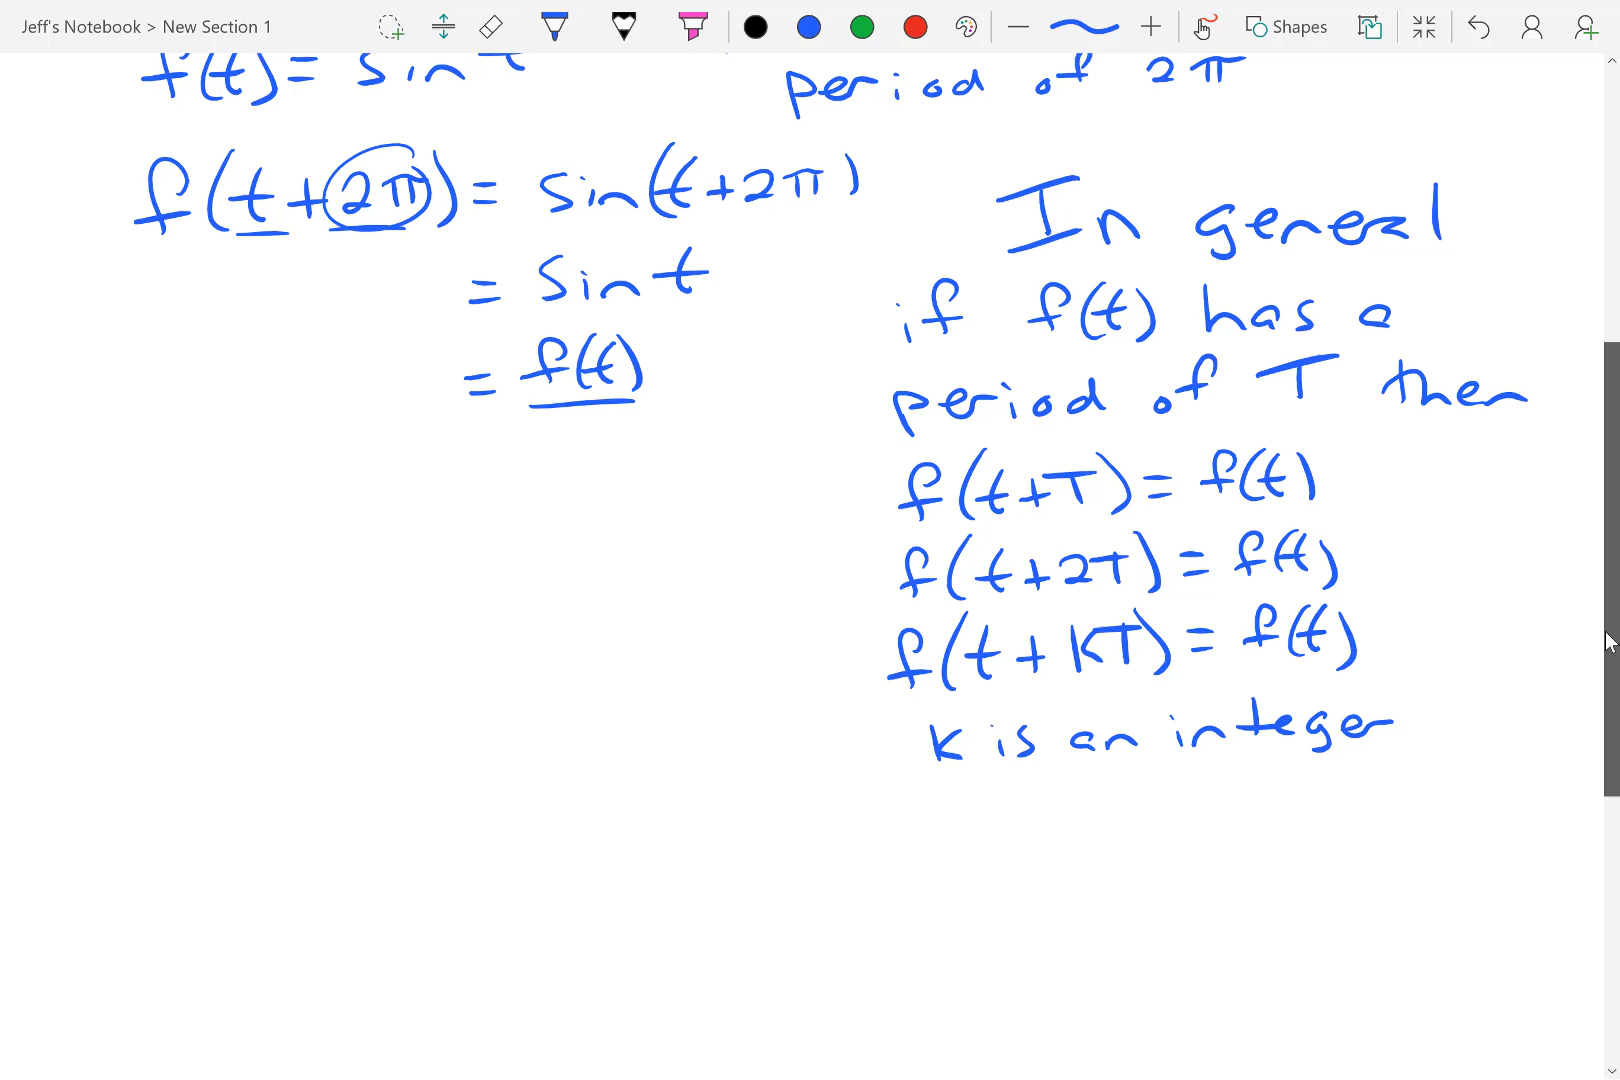 Jeff's Notebook > New Section 1
Shapes
f(t) = sin t
period of 2π
f(t+2π) = sin(t+2π)
= sin t
= f(t)
In general
if f(t) has a
period of T then
f(t+T) = f(t)
f(t+2T) = f(t)
f(t+KT) = f(t)
K is an integer